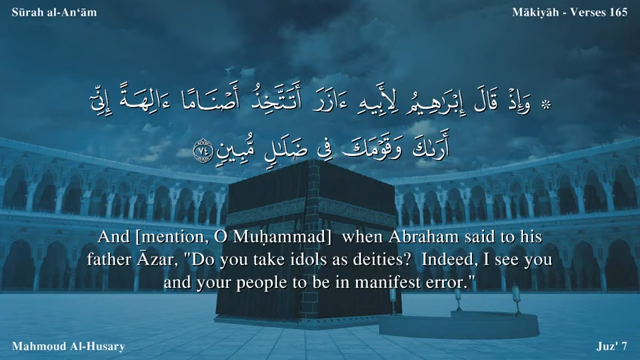 Sūrah al-An‘ām
Mākiyāh - Verses 165
۞ وَإِذْ قَالَ إِبْرَٰهِيمُ لِأَبِيهِ ءَازَرَ أَتَتَّخِذُ أَصْنَامًا ءَالِهَةً إِنِّىٓ
أَرَىٰكَ وَقَوْمَكَ فِى ضَلَـٰلٍ مُّبِينٍ ٧٤
And [mention, O Muḥammad]  when Abraham said to his
father Āzar, "Do you take idols as deities?  Indeed, I see you
and your people to be in manifest error."
Mahmoud Al-Husary
Juz' 7